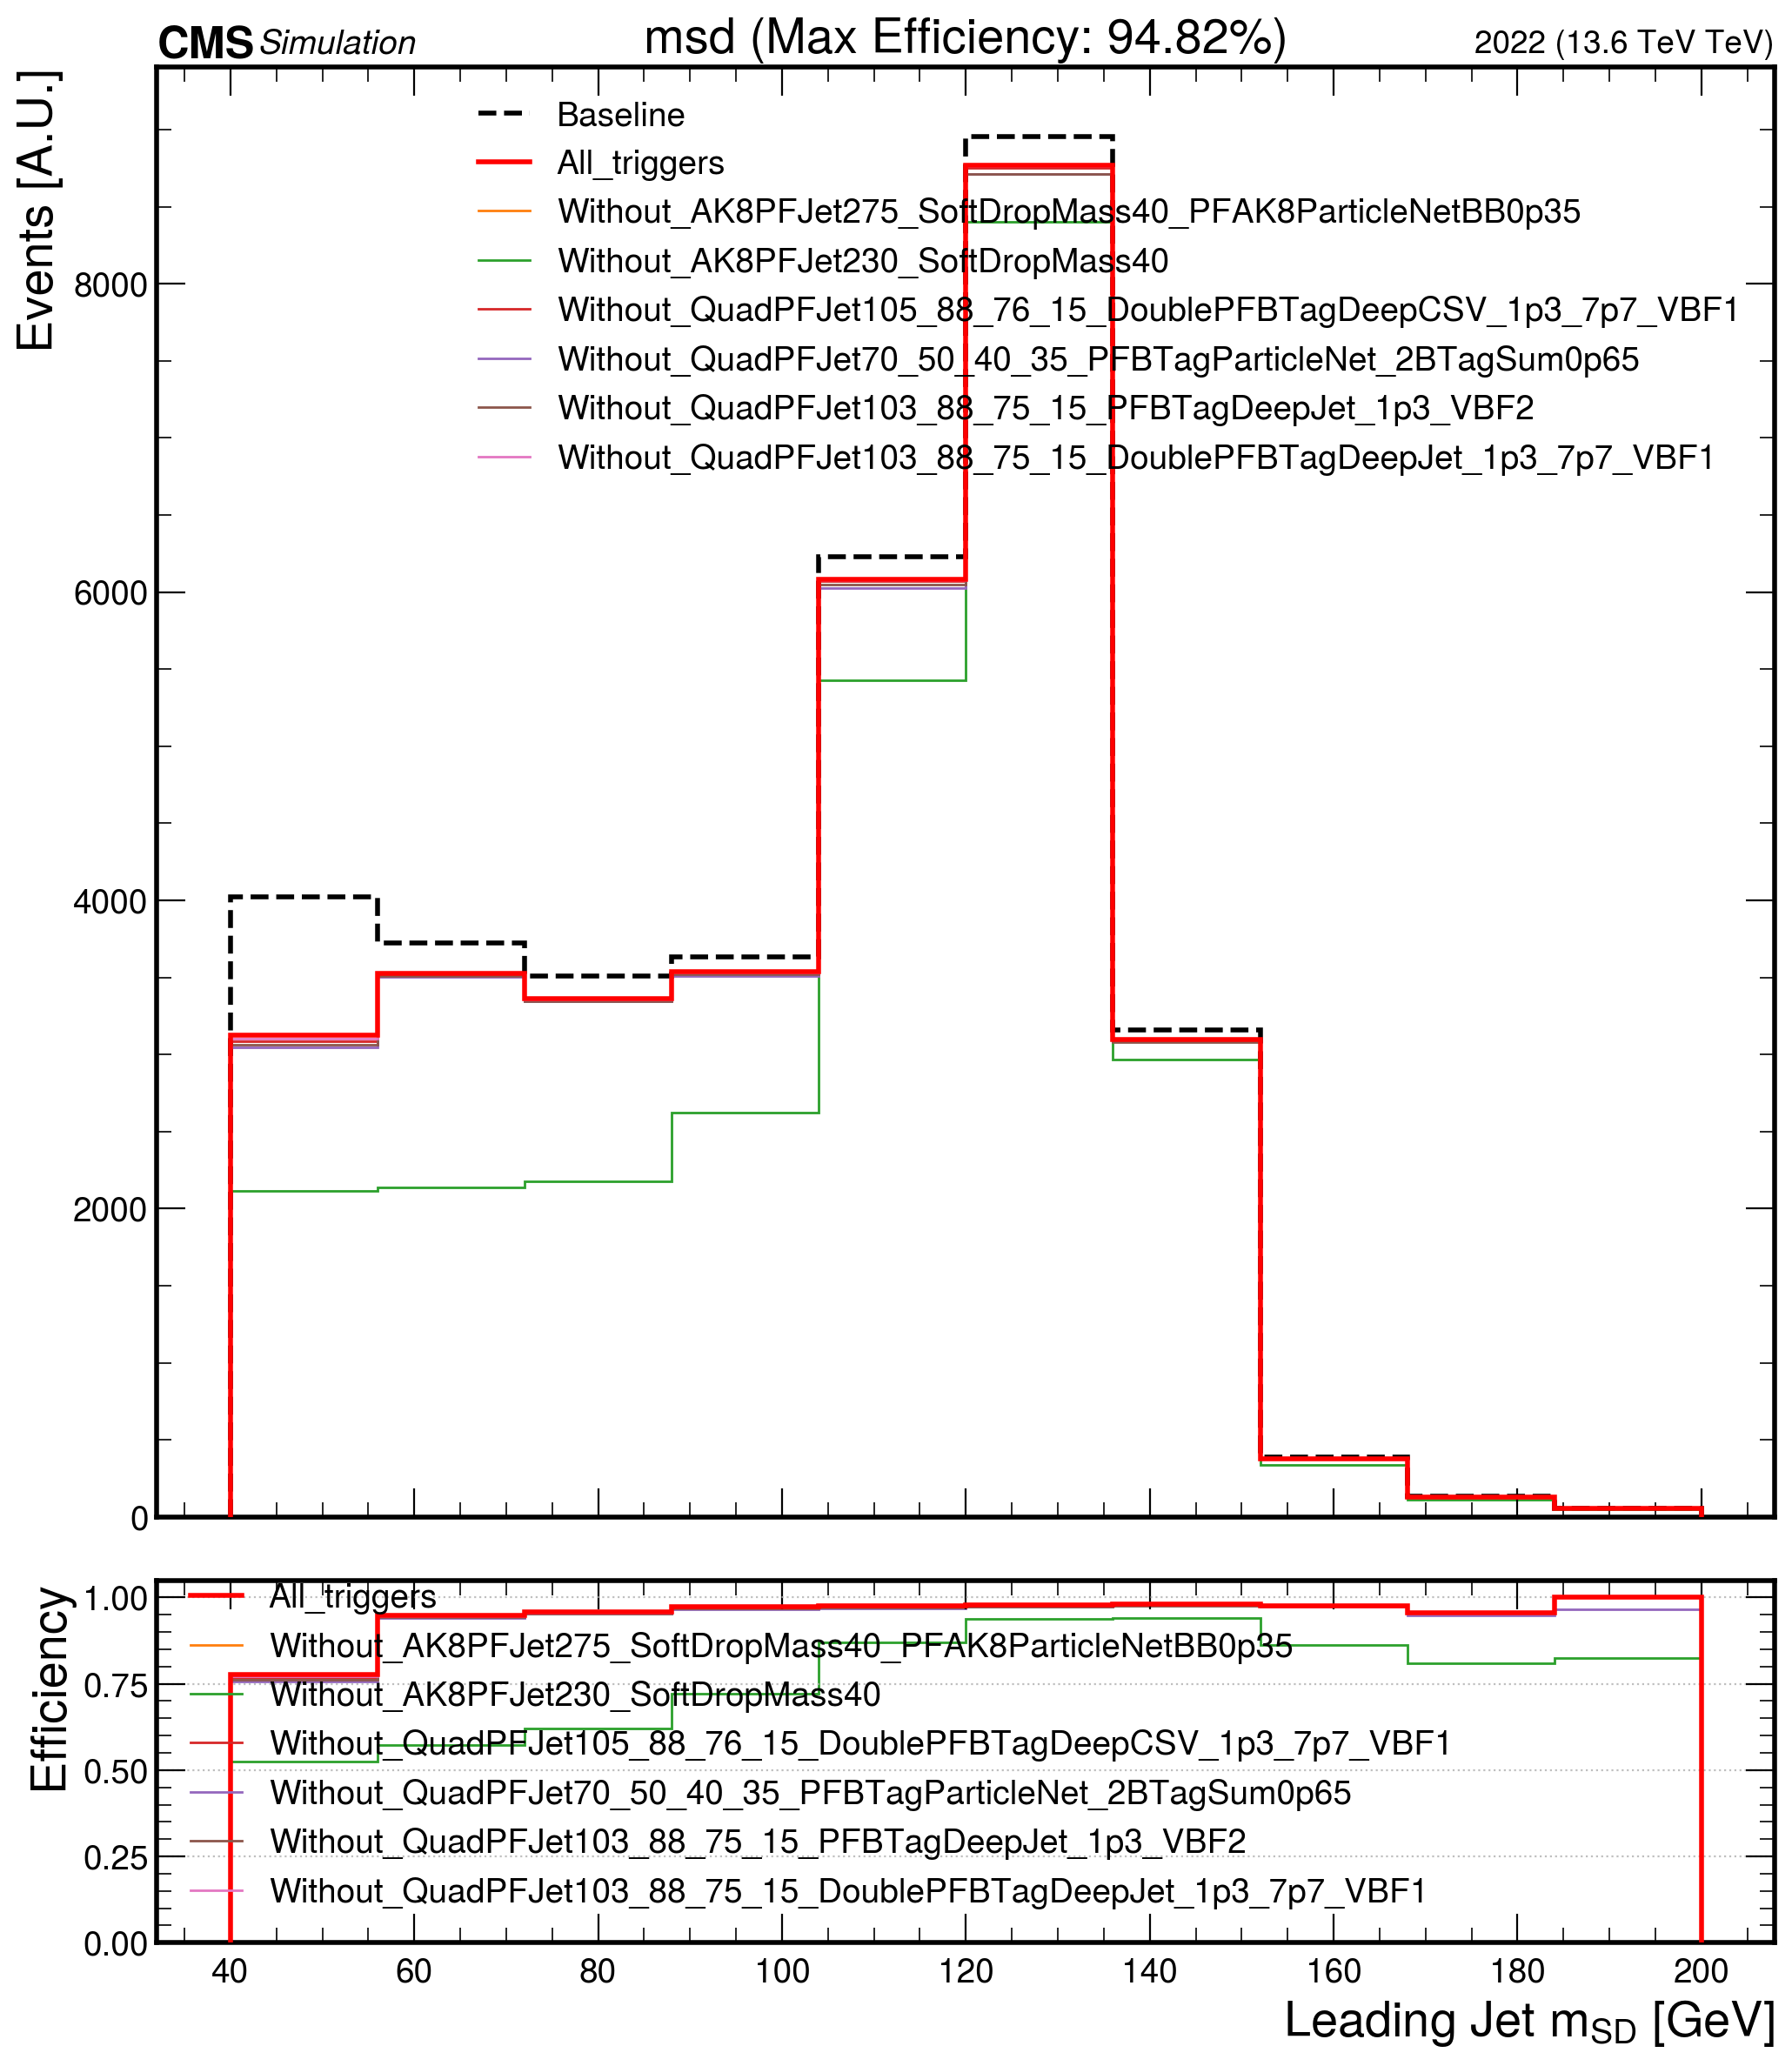 CMS Simulation msd (Max Efficiency: 94.82%) 2022 (13.6 TeV TeV)
Events [A.U.]
Baseline
All_triggers
Without_AK8PFJet275_SoftDropMass40_PFAK8ParticleNetBB0p35
Without_AK8PFJet230_SoftDropMass40
Without_QuadPFJet105_88_76_15_DoublePFBTagDeepCSV_1p3_7p7_VBF1
Without_QuadPFJet70_50_40_35_PFBTagParticleNet_2BTagSum0p65
Without_QuadPFJet103_88_75_15_PFBTagDeepJet_1p3_VBF2
Without_QuadPFJet103_88_75_15_DoublePFBTagDeepJet_1p3_7p7_VBF1
8000
6000
4000
2000
0
Efficiency
1.00
0.75
0.50
0.25
0.00
All_triggers
Without_AK8PFJet275_SoftDropMass40_PFAK8ParticleNetBB0p35
Without_AK8PFJet230_SoftDropMass40
Without_QuadPFJet105_88_76_15_DoublePFBTagDeepCSV_1p3_7p7_VBF1
Without_QuadPFJet70_50_40_35_PFBTagParticleNet_2BTagSum0p65
Without_QuadPFJet103_88_75_15_PFBTagDeepJet_1p3_VBF2
Without_QuadPFJet103_88_75_15_DoublePFBTagDeepJet_1p3_7p7_VBF1
40 60 80 100 120 140 160 180 200
Leading Jet m_SD [GeV]